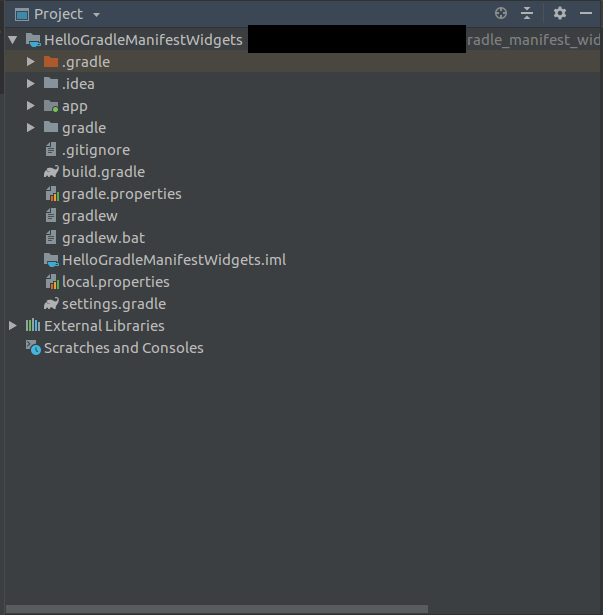 Project
HelloGradleManifestWidgets radle_manifest_wid
.gradle
.idea
app
gradle
.gitignore
build.gradle
gradle.properties
gradlew
gradlew.bat
HelloGradleManifestWidgets.iml
local.properties
settings.gradle
External Libraries
Scratches and Consoles